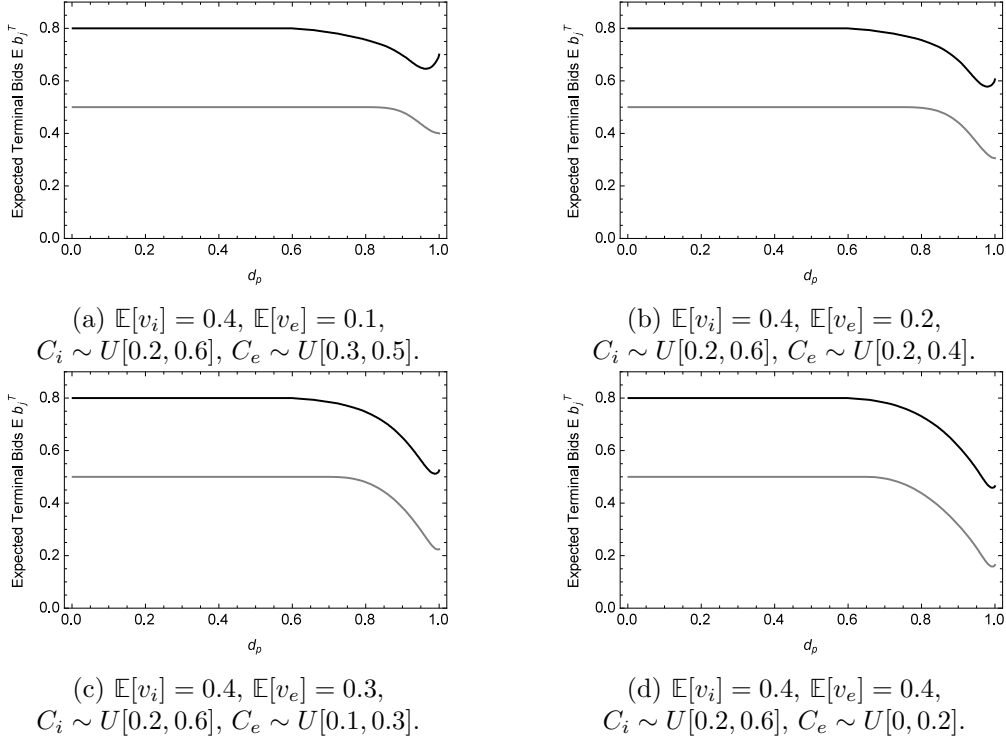 Expected Terminal Bids E b_j^T
0.8
0.6
0.4
0.2
0.0
0.0 0.2 0.4 0.6 0.8 1.0
d_p
(a) 𝔼[v_i] = 0.4, 𝔼[v_e] = 0.1,
C_i ∼ U[0.2, 0.6], C_e ∼ U[0.3, 0.5].
Expected Terminal Bids E b_j^T
0.8
0.6
0.4
0.2
0.0
0.0 0.2 0.4 0.6 0.8 1.0
d_p
(b) 𝔼[v_i] = 0.4, 𝔼[v_e] = 0.2,
C_i ∼ U[0.2, 0.6], C_e ∼ U[0.2, 0.4].
Expected Terminal Bids E b_j^T
0.8
0.6
0.4
0.2
0.0
0.0 0.2 0.4 0.6 0.8 1.0
d_p
(c) 𝔼[v_i] = 0.4, 𝔼[v_e] = 0.3,
C_i ∼ U[0.2, 0.6], C_e ∼ U[0.1, 0.3].
Expected Terminal Bids E b_j^T
0.8
0.6
0.4
0.2
0.0
0.0 0.2 0.4 0.6 0.8 1.0
d_p
(d) 𝔼[v_i] = 0.4, 𝔼[v_e] = 0.4,
C_i ∼ U[0.2, 0.6], C_e ∼ U[0, 0.2].